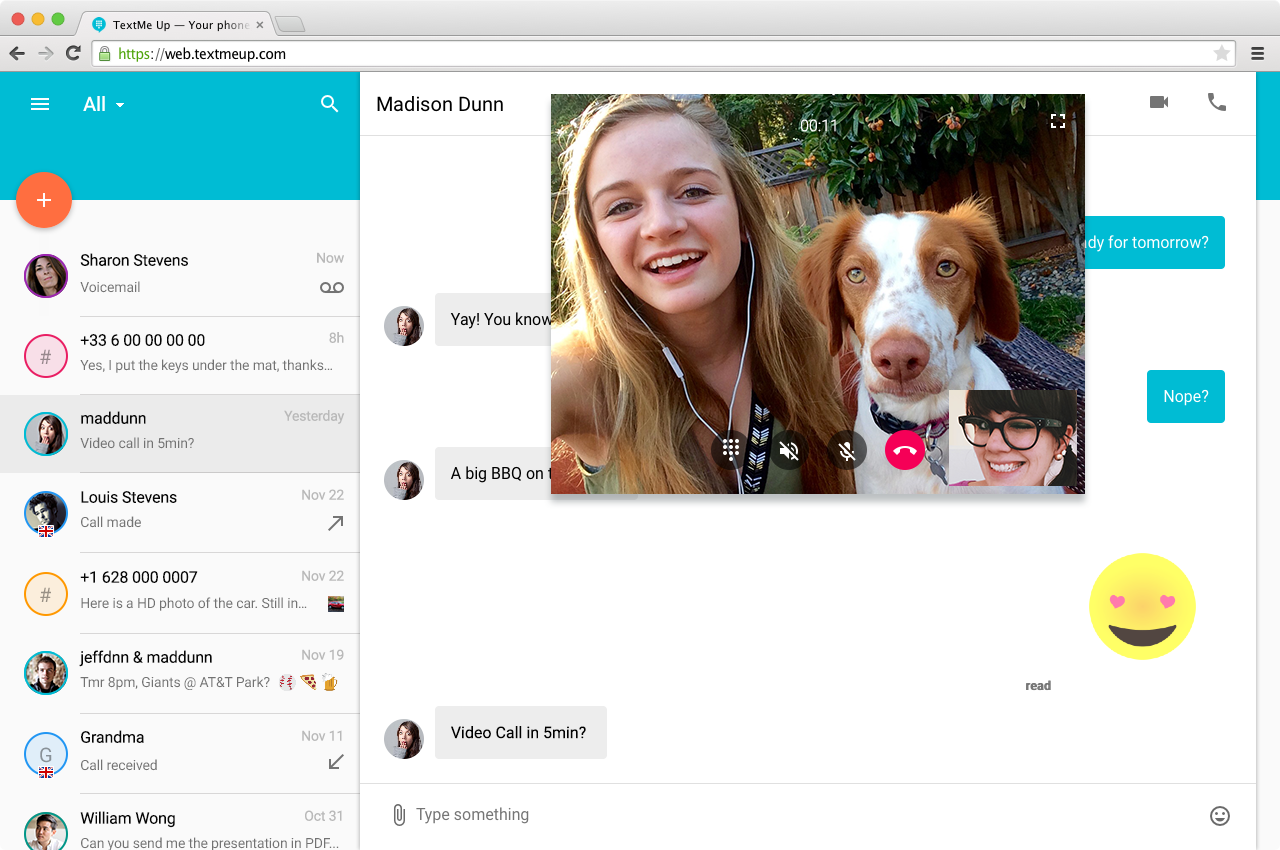 TextMe Up — Your phone
https://web.textmeup.com
All
Madison Dunn
00:11
Sharon Stevens
Now
Voicemail
+33 6 00 00 00 00
8h
Yes, I put the keys under the mat, thanks...
maddunn
Yesterday
Video call in 5min?
Louis Stevens
Nov 22
Call made
+1 628 000 0007
Nov 22
Here is a HD photo of the car. Still in...
jeffdnn & maddunn
Nov 19
Tmr 8pm, Giants @ AT&T Park?
G
Grandma
Nov 11
Call received
William Wong
Oct 31
Can you send me the presentation in PDF...
dy for tomorrow?
Yay! You know
Nope?
A big BBQ on
read
Video Call in 5min?
Type something